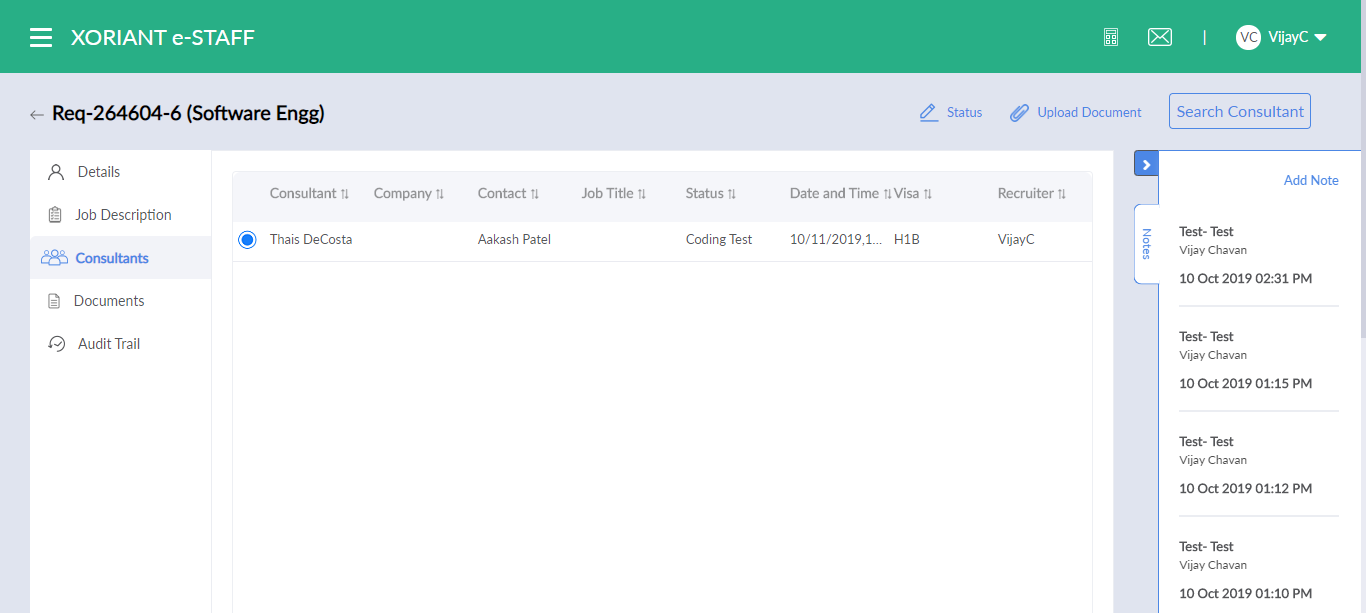 XORIANT e-STAFF
VC VijayC
Req-264604-6 (Software Engg)
Status Upload Document Search Consultant
Details
Job Description
Consultants
Documents
Audit Trail
Consultant Company Contact Job Title Status Date and Time Visa Recruiter
Thais DeCosta Aakash Patel Coding Test 10/11/2019,1... H1B VijayC
Notes
Add Note
Test- Test
Vijay Chavan
10 Oct 2019 02:31 PM
Test- Test
Vijay Chavan
10 Oct 2019 01:15 PM
Test- Test
Vijay Chavan
10 Oct 2019 01:12 PM
Test- Test
Vijay Chavan
10 Oct 2019 01:10 PM